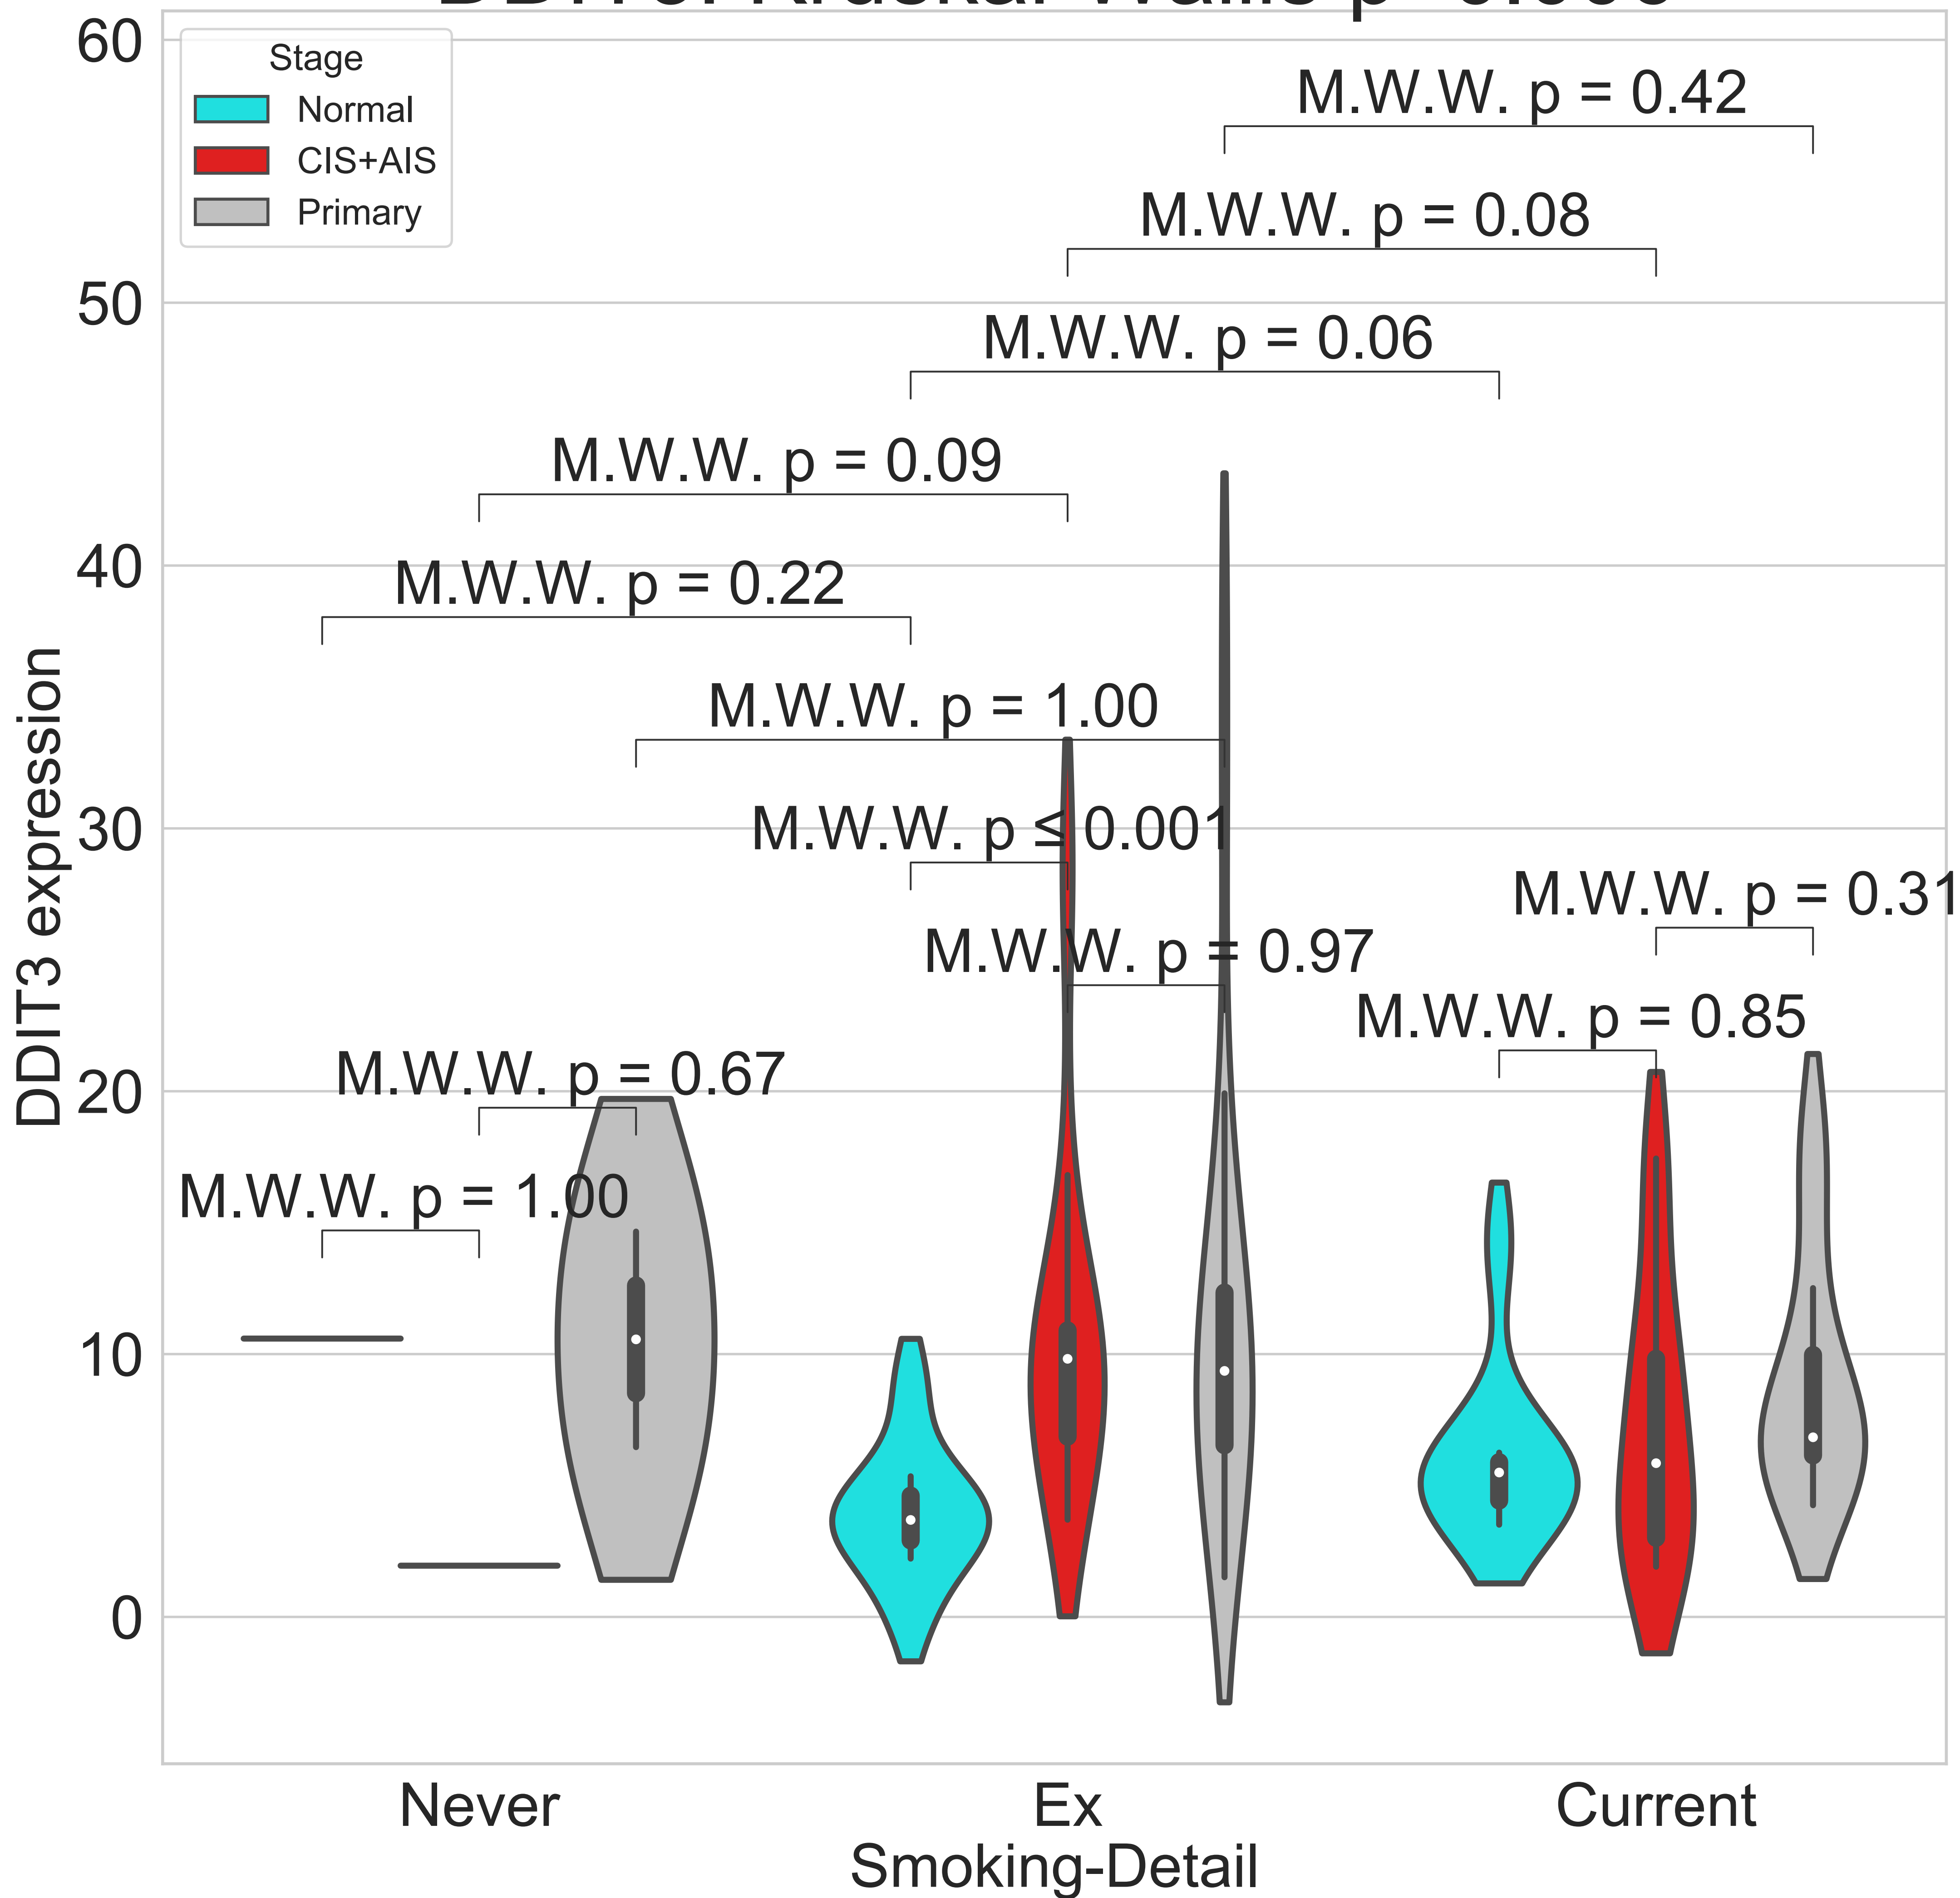 60
Stage
Normal
CIS+AIS
Primary
M.W.W. p = 0.42
M.W.W. p = 0.08
50
M.W.W. p = 0.06
M.W.W. p = 0.09
40
M.W.W. p = 0.22
M.W.W. p = 1.00
30
M.W.W. p ≤ 0.001
M.W.W. p = 0.31
M.W.W. p = 0.97
M.W.W. p = 0.85
20
M.W.W. p = 0.67
M.W.W. p = 1.00
10
0
DDIT3 expression
Never
Ex
Current
Smoking-Detail